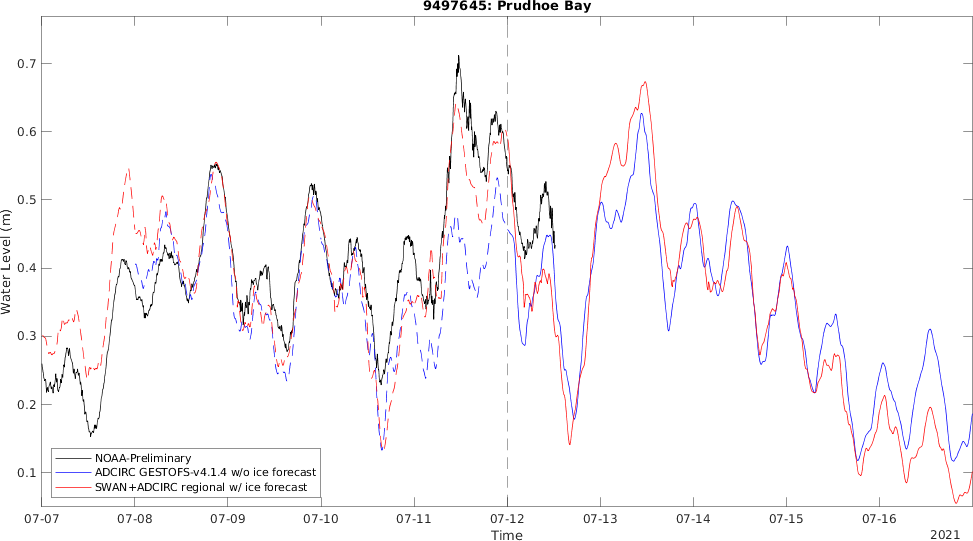 9497645: Prudhoe Bay
Water Level (m)
0.7
0.6
0.5
0.4
0.3
0.2
0.1
NOAA-Preliminary
ADCIRC GESTOFS-v4.1.4 w/o ice forecast
SWAN+ADCIRC regional w/ ice forecast
07-07 07-08 07-09 07-10 07-11 07-12 07-13 07-14 07-15 07-16
Time
2021